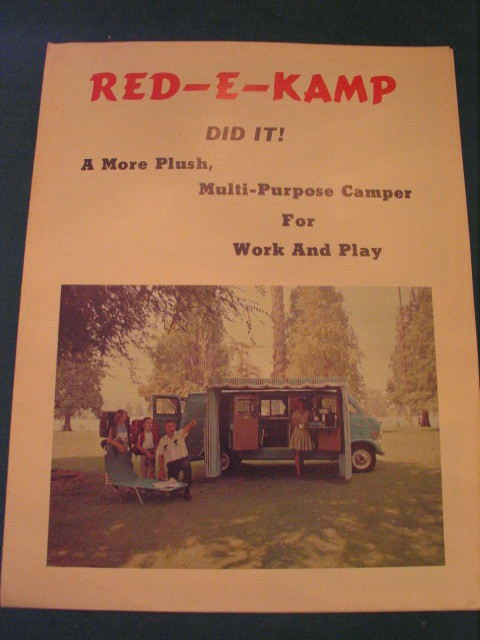 RED-E-KAMP
DID IT!
A More Plush,
Multi-Purpose Camper
For
Work And Play